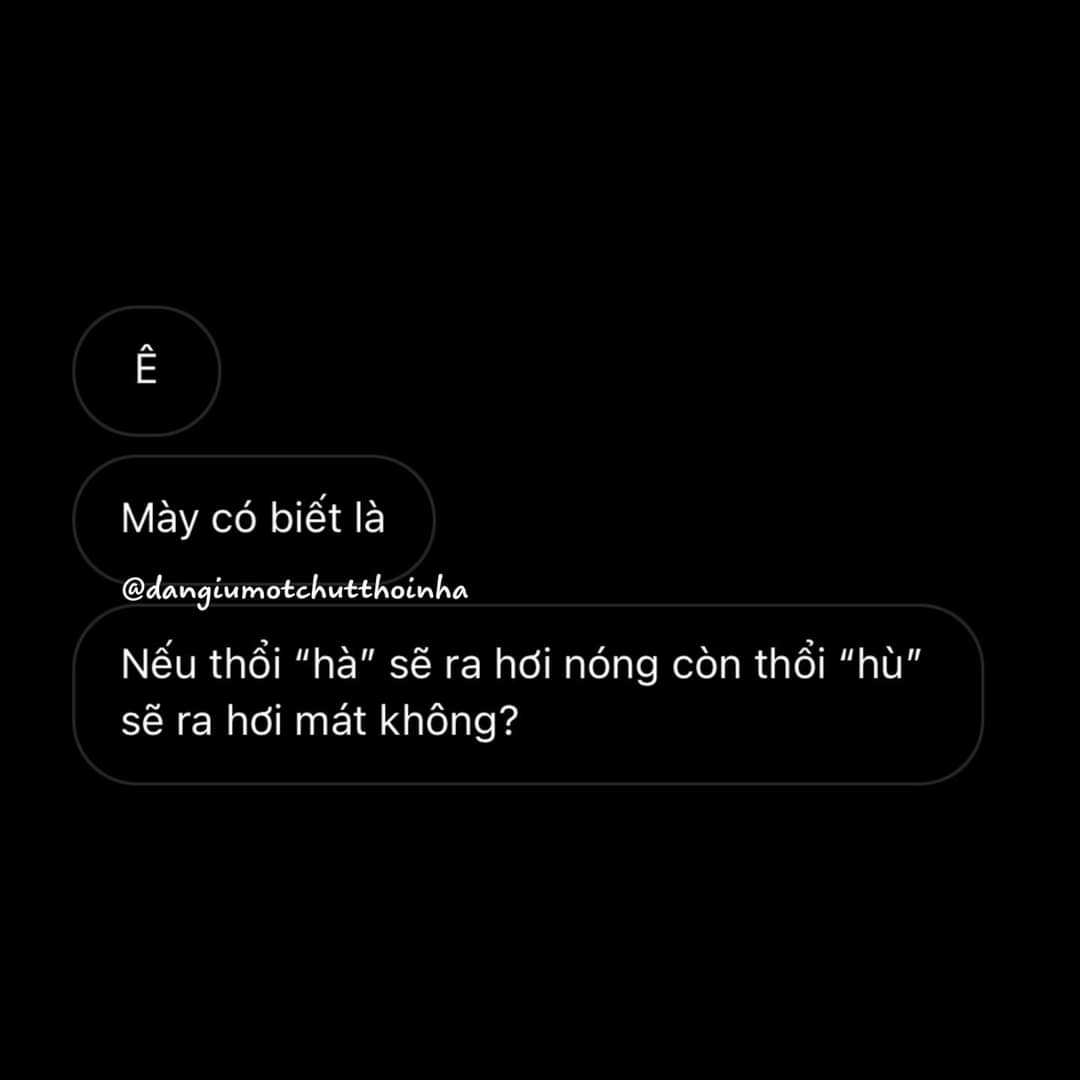 Ê
Mày có biết là
@dangiumotchutthoinha
Nếu thổi “hà” sẽ ra hơi nóng còn thổi “hù”
sẽ ra hơi mát không?